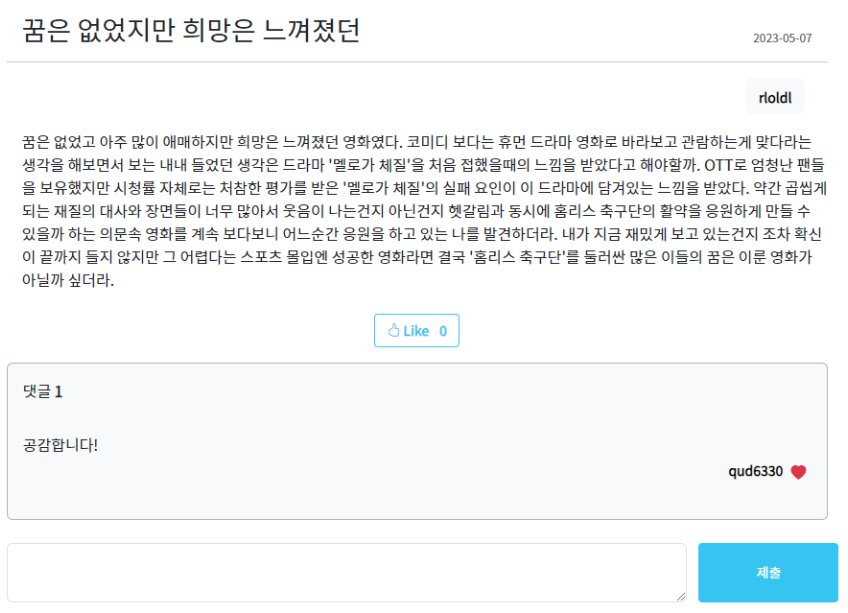 꿈은 없었지만 희망은 느껴졌던
2023-05-07
rloldl
꿈은 없었고 아주 많이 애매하지만 희망은 느껴졌던 영화였다. 코미디 보다는 휴먼 드라마 영화로 바라보고 관람하는게 맞다라는
생각을 해보면서 보는 내내 들었던 생각은 드라마 '멜로가 체질'을 처음 접했을때의 느낌을 받았다고 해야할까. OTT로 엄청난 팬들
을 보유했지만 시청률 자체로는 처참한 평가를 받은 '멜로가 체질'의 실패 요인이 이 드라마에 담겨있는 느낌을 받았다. 약간 곱씹게
되는 재질의 대사와 장면들이 너무 많아서 웃음이 나는건지 아닌건지 헷갈림과 동시에 홈리스 축구단의 활약을 응원하게 만들 수
있을까 하는 의문속 영화를 계속 보다보니 어느순간 응원을 하고 있는 나를 발견하더라. 내가 지금 재밌게 보고 있는건지 조차 확신
이 끝까지 들지 않지만 그 어렵다는 스포츠 몰입엔 성공한 영화라면 결국 '홈리스 축구단'를 둘러싼 많은 이들의 꿈은 이룬 영화가
아닐까 싶더라.
Like 0
댓글 1
공감합니다!
qud6330
제출